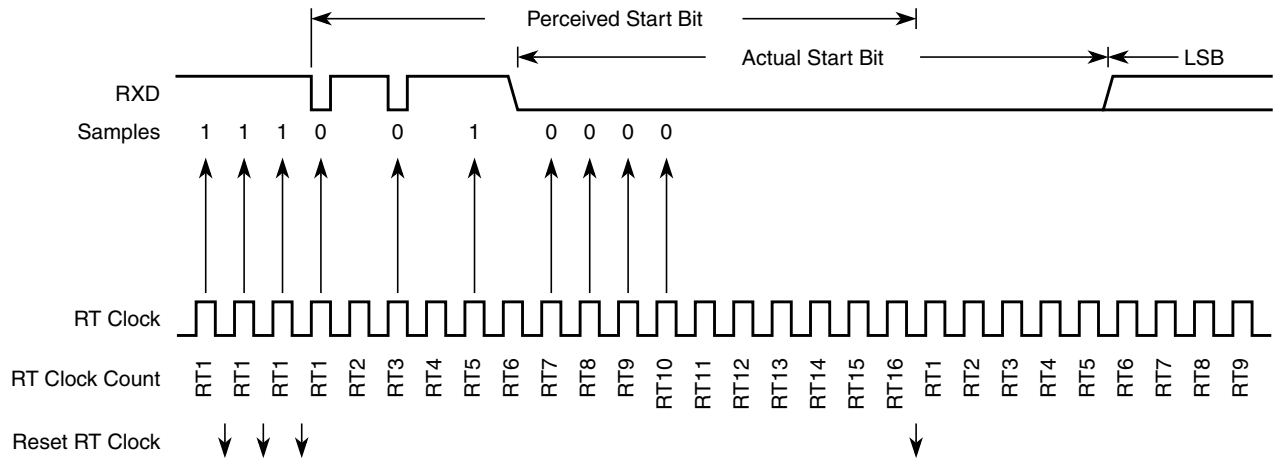 Perceived Start Bit
Actual Start Bit LSB
RXD
Samples 1 1 1 0 0 1 0 0 0 0
RT Clock
RT Clock Count RT1 RT1 RT1 RT1 RT2 RT3 RT4 RT5 RT6 RT7 RT8 RT9 RT10 RT11 RT12 RT13 RT14 RT15 RT16 RT1 RT2 RT3 RT4 RT5 RT6 RT7 RT8 RT9
Reset RT Clock